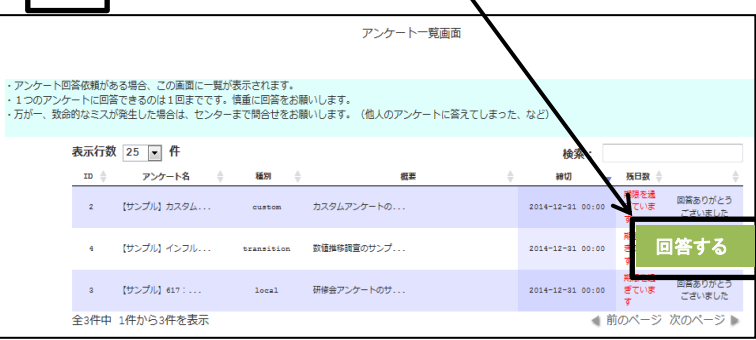 アンケート一覧画面
・アンケート回答依頼がある場合、この画面に一覧が表示されます。
・1つのアンケートに回答できるのは1回までです。慎重に回答をお願いします。
・万が一、致命的なミスが発生した場合は、センターまで問合せをお願いします。（他人のアンケートに答えてしまった、など）
表示行数 25 件 検索：
ID アンケート名 種別 概要 締切 残日数
2 【サンプル】カスタム... custom カスタムアンケートの... 2014-12-31 00:00 期限を過ぎています 回答ありがとうございました
4 【サンプル】インフル... transition 数値推移調査のサンプ... 2014-12-31 00:00 回答する
3 【サンプル】617：... local 研修会アンケートのサ... 2014-12-31 00:00 期限を過ぎています 回答ありがとうございました
全3件中 1件から3件を表示 前のページ 次のページ